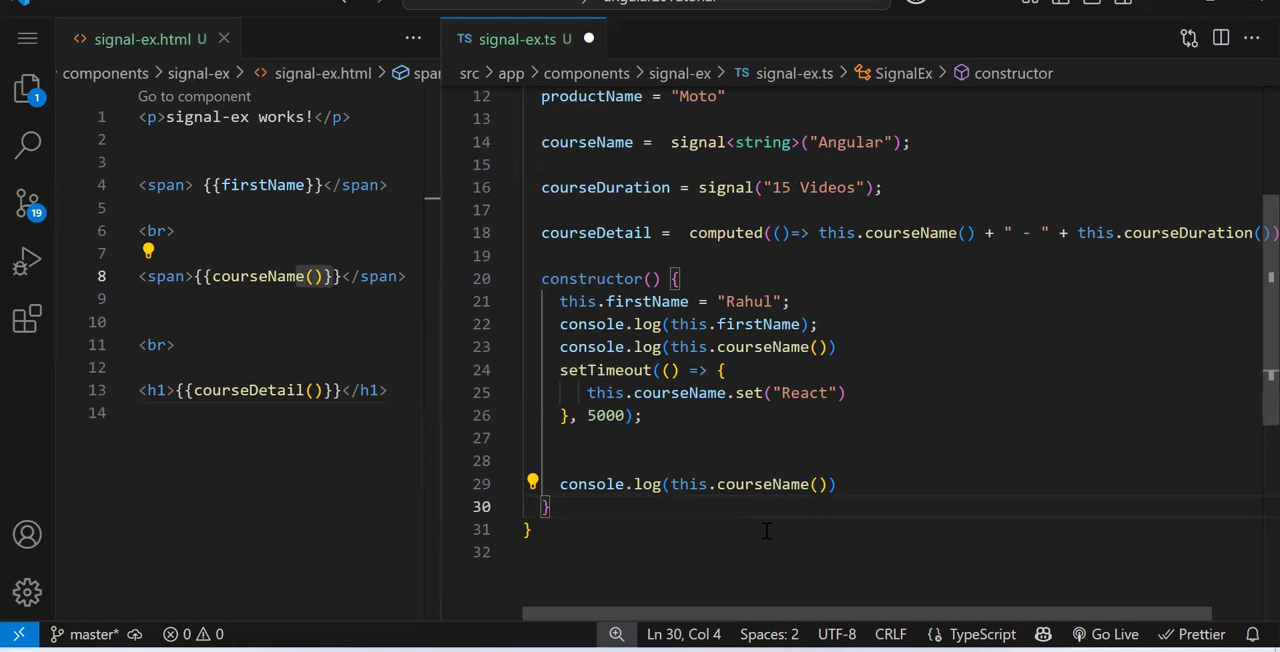 signal-ex.html U
signal-ex.ts U
components > signal-ex > signal-ex.html > span
src > app > components > signal-ex > signal-ex.ts > SignalEx > constructor
1
19
Go to component
1 <p>signal-ex works!</p>
2
3
4 <span> {{firstName}}</span>
5
6 <br>
7
8 <span>{{courseName()}}</span>
9
10
11 <br>
12
13 <h1>{{courseDetail()}}</h1>
14
12 productName = "Moto"
13
14 courseName = signal<string>("Angular");
15
16 courseDuration = signal("15 Videos");
17
18 courseDetail = computed(()=> this.courseName() + " - " + this.courseDuration())
19
20 constructor() {
21 this.firstName = "Rahul";
22 console.log(this.firstName);
23 console.log(this.courseName())
24 setTimeout(() => {
25 this.courseName.set("React")
26 }, 5000);
27
28
29 console.log(this.courseName())
30 }
31 }
32
master* 0 0 Ln 30, Col 4 Spaces: 2 UTF-8 CRLF {} TypeScript Go Live Prettier